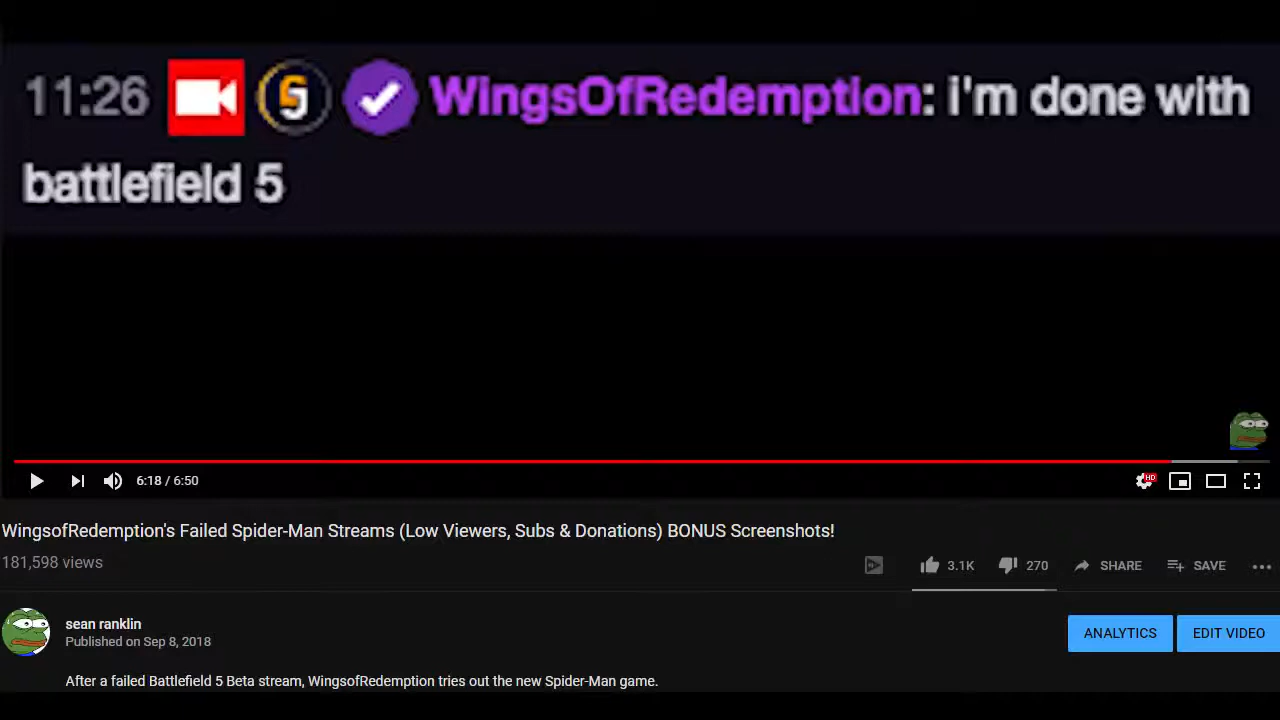 11:26 WingsOfRedemption: i'm done with
battlefield 5
6:18 / 6:50
HD
WingsofRedemption's Failed Spider-Man Streams (Low Viewers, Subs & Donations) BONUS Screenshots!
181,598 views
3.1K 270 SHARE SAVE
sean ranklin
Published on Sep 8, 2018
ANALYTICS EDIT VIDEO
After a failed Battlefield 5 Beta stream, WingsofRedemption tries out the new Spider-Man game.